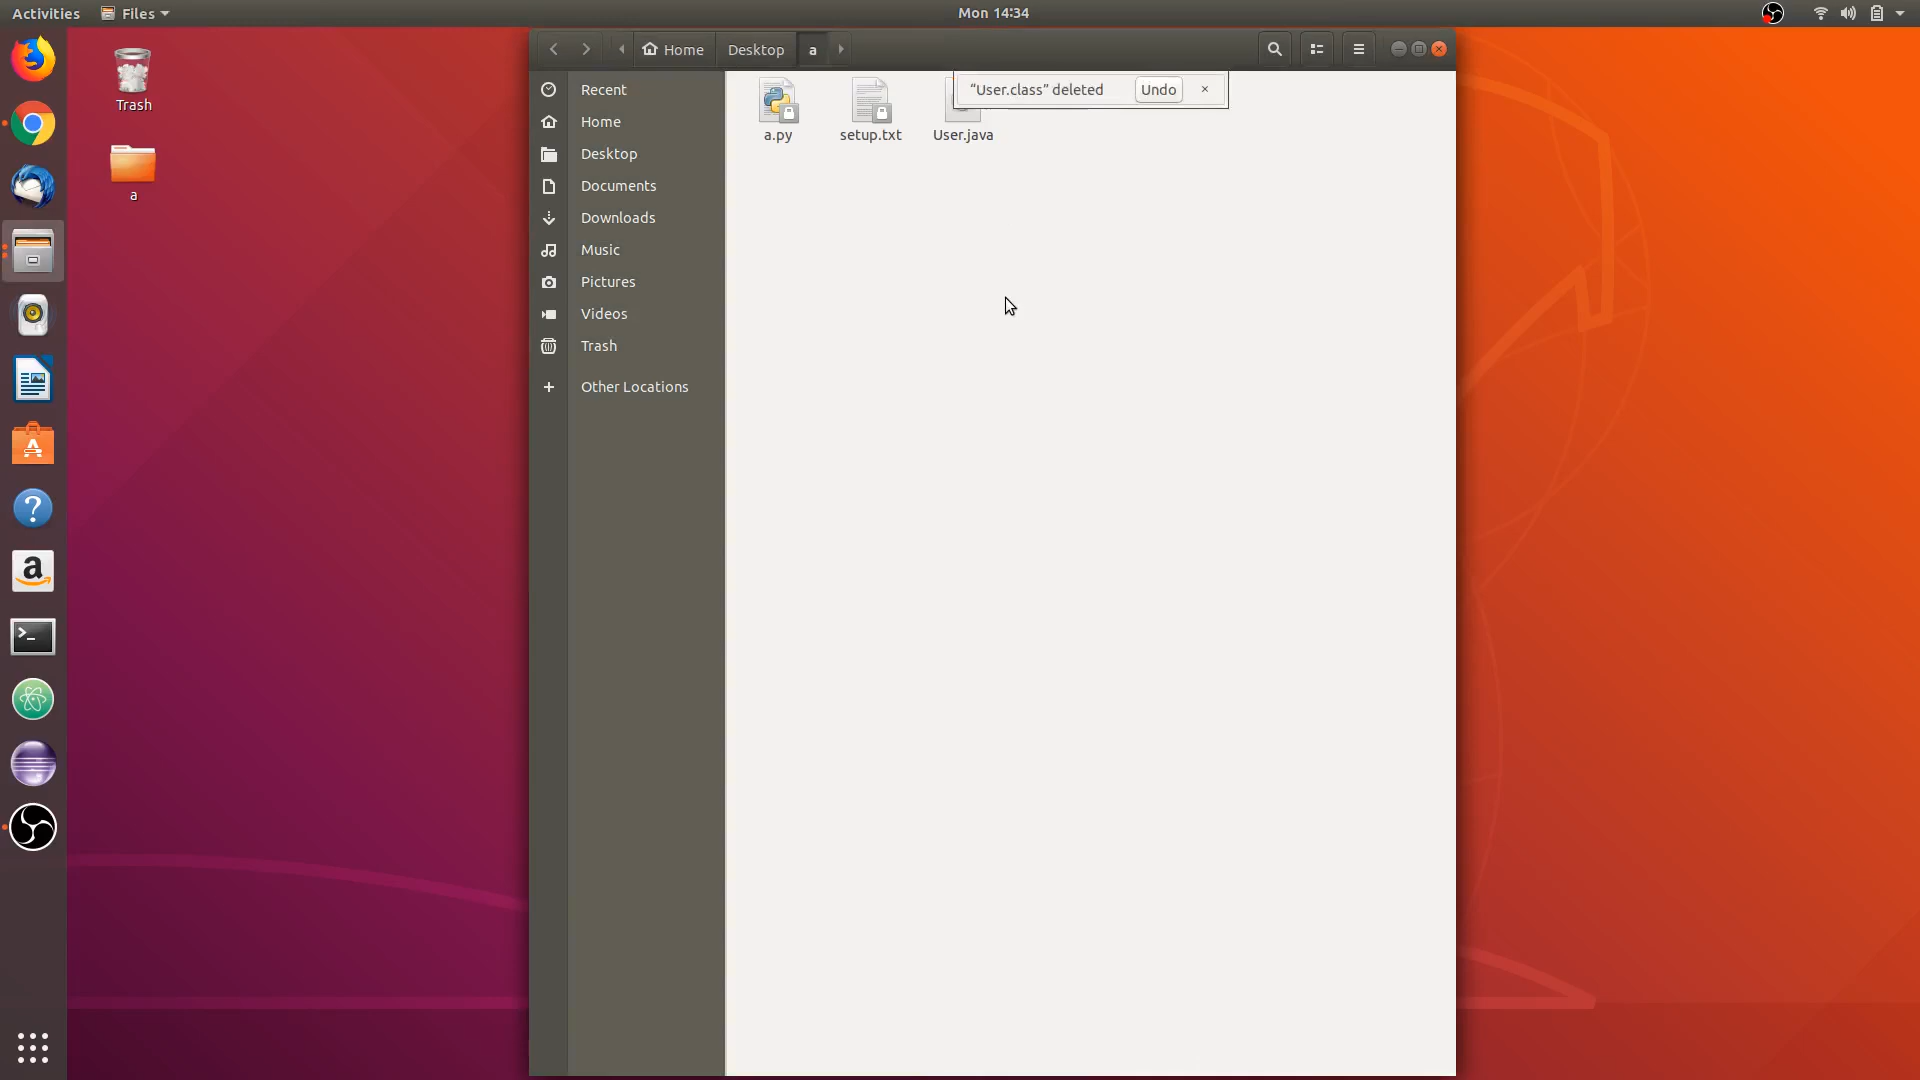 Activities
Files
Mon 14:34
Trash
a
Home
Desktop
a
Recent
Home
Desktop
Documents
Downloads
Music
Pictures
Videos
Trash
Other Locations
“User.class” deleted
Undo
a.py
setup.txt
User.java